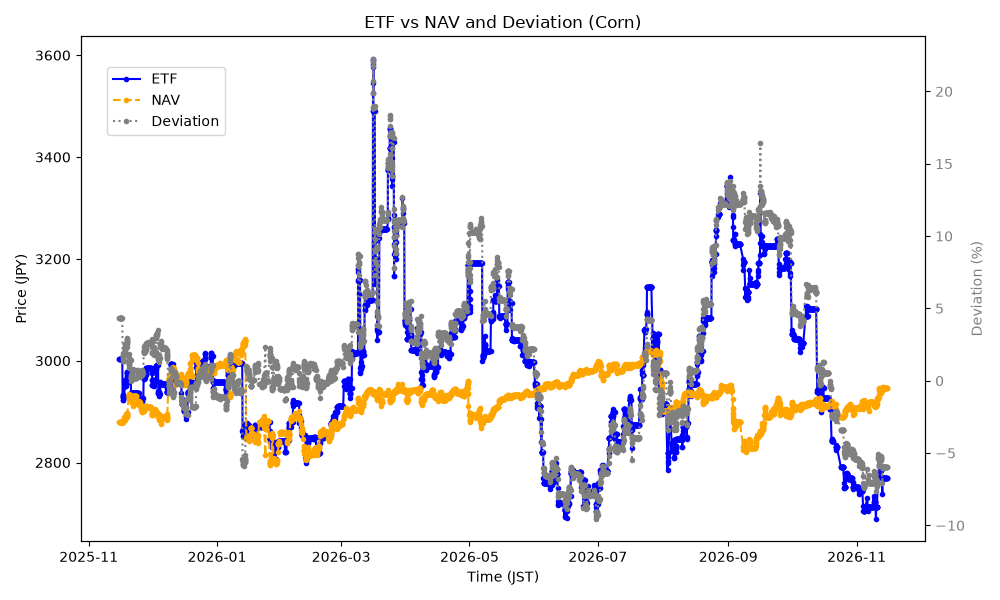 ETF vs NAV and Deviation (Corn)
ETF
NAV
Deviation
Price (JPY)
3600
3400
3200
3000
2800
20
15
10
5
0
−5
−10
Deviation (%)
2025-11
2026-01
2026-03
2026-05
2026-07
2026-09
2026-11
Time (JST)